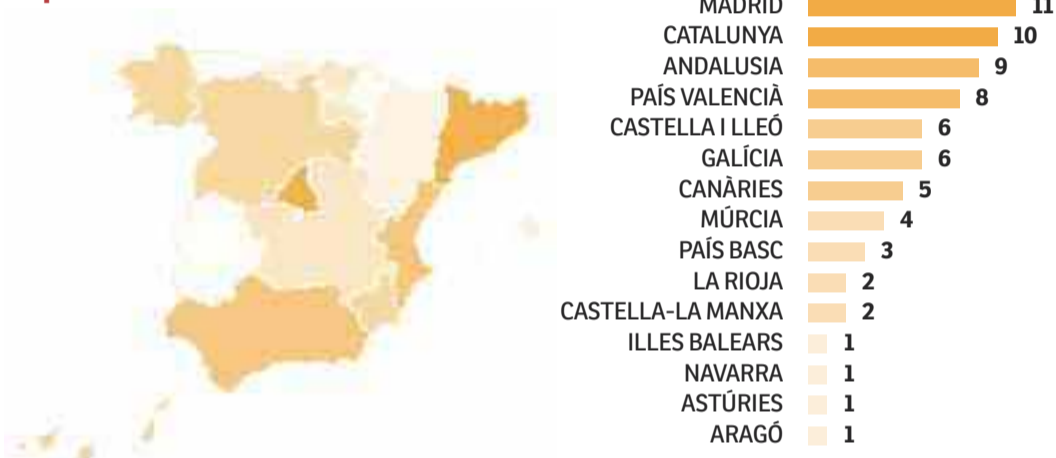 MADRID 11
CATALUNYA 10
ANDALUSIA 9
PAÍS VALENCIÀ 8
CASTELLA I LLEÓ 6
GALÍCIA 6
CANÀRIES 5
MÚRCIA 4
PAÍS BASC 3
LA RIOJA 2
CASTELLA-LA MANXA 2
ILLES BALEARS 1
NAVARRA 1
ASTÚRIES 1
ARAGÓ 1